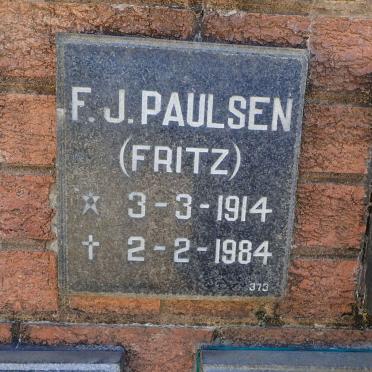 F. J. PAULSEN
(FRITZ)
☆ 3-3-1914
† 2-2-1984
373